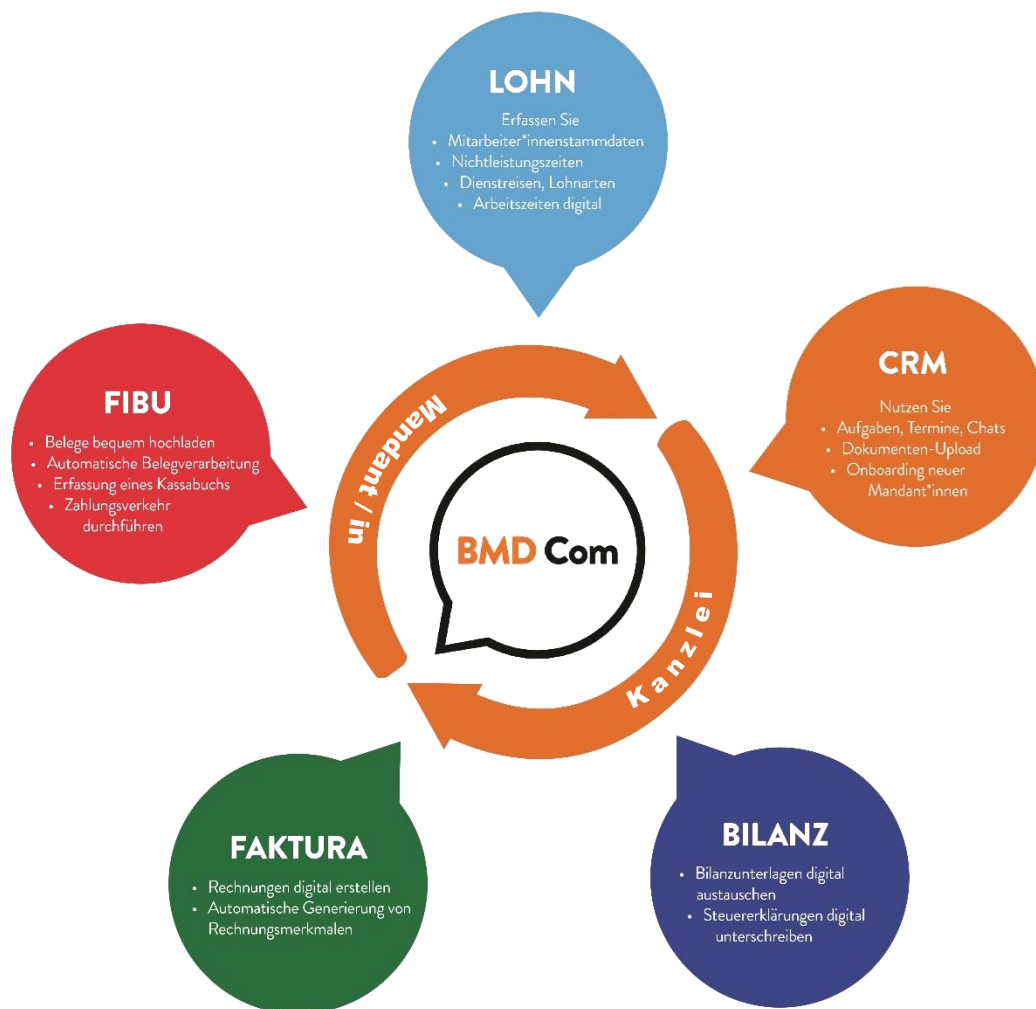 LOHN
Erfassen Sie
• Mitarbeiter*innenstammdaten
• Nichtleistungszeiten
• Dienstreisen, Lohnarten
• Arbeitszeiten digital
CRM
Nutzen Sie
• Aufgaben, Termine, Chats
• Dokumenten-Upload
• Onboarding neuer
Mandant*innen
FIBU
• Belege bequem hochladen
• Automatische Belegverarbeitung
• Erfassung eines Kassabuchs
• Zahlungsverkehr
durchführen
Mandant / in
BMD Com
Kanzlei
FAKTURA
• Rechnungen digital erstellen
• Automatische Generierung von
Rechnungsmerkmalen
BILANZ
• Bilanzunterlagen digital
austauschen
• Steuererklärungen digital
unterschreiben